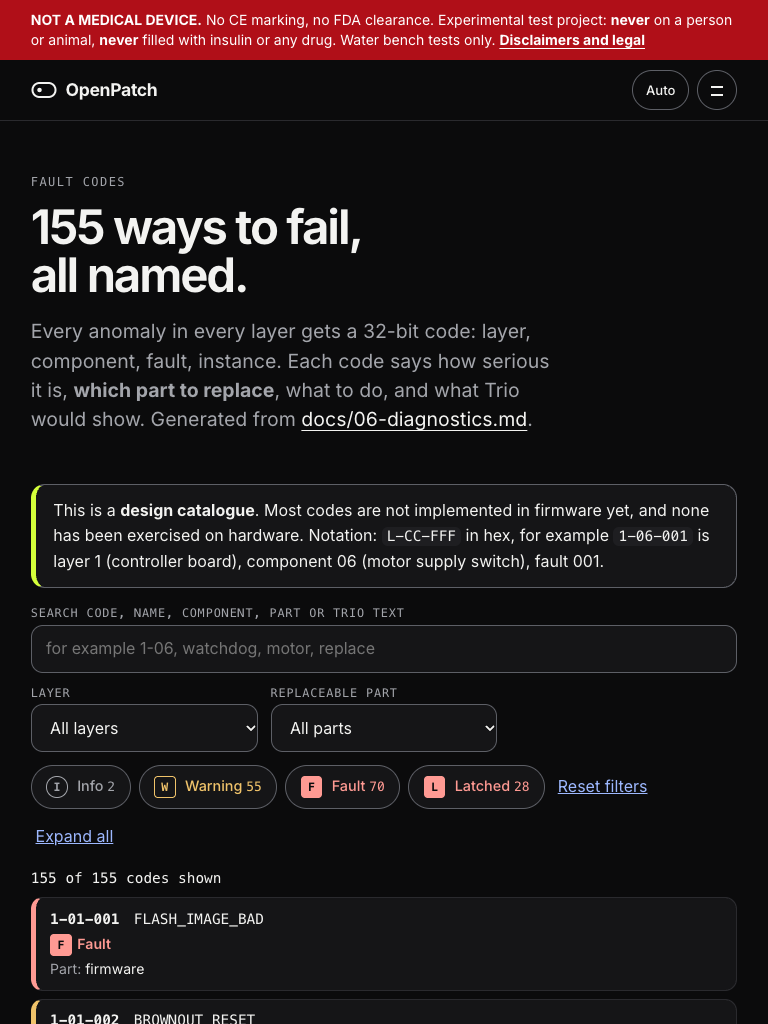 NOT A MEDICAL DEVICE. No CE marking, no FDA clearance. Experimental test project: never on a person
or animal, never filled with insulin or any drug. Water bench tests only. Disclaimers and legal
OpenPatch
Auto
FAULT CODES
155 ways to fail,
all named.
Every anomaly in every layer gets a 32-bit code: layer,
component, fault, instance. Each code says how serious
it is, which part to replace, what to do, and what Trio
would show. Generated from docs/06-diagnostics.md.
This is a design catalogue. Most codes are not implemented in firmware yet, and none
has been exercised on hardware. Notation: L-CC-FFF in hex, for example 1-06-001 is
layer 1 (controller board), component 06 (motor supply switch), fault 001.
SEARCH CODE, NAME, COMPONENT, PART OR TRIO TEXT
for example 1-06, watchdog, motor, replace
LAYER REPLACEABLE PART
All layers All parts
I Info 2 W Warning 55 F Fault 70 L Latched 28 Reset filters
Expand all
155 of 155 codes shown
1-01-001 FLASH_IMAGE_BAD
F Fault
Part: firmware
1-01-002 BROWNOUT_RESET